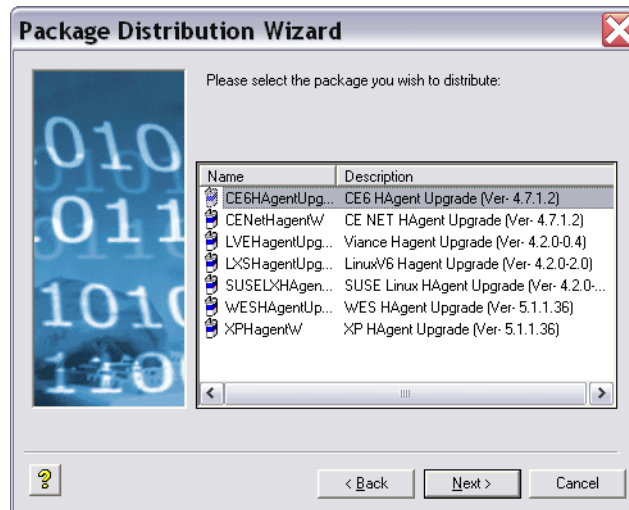 Package Distribution Wizard
Please select the package you wish to distribute:
Name Description
CE6HAgentUpg... CE6 HAgent Upgrade (Ver- 4.7.1.2)
CENetHagentW CE NET HAgent Upgrade (Ver- 4.7.1.2)
LVEHagentUpg... Viance Hagent Upgrade (Ver- 4.2.0-0.4)
LXSHagentUpg... LinuxV6 Hagent Upgrade (Ver- 4.2.0-2.0)
SUSELXHAgen... SUSE Linux HAgent Upgrade (Ver- 4.2.0-...
WESHAgentUp... WES HAgent Upgrade (Ver- 5.1.1.36)
XPHagentW XP HAgent Upgrade (Ver- 5.1.1.36)
010
1011
1010
1100
?
< Back Next > Cancel